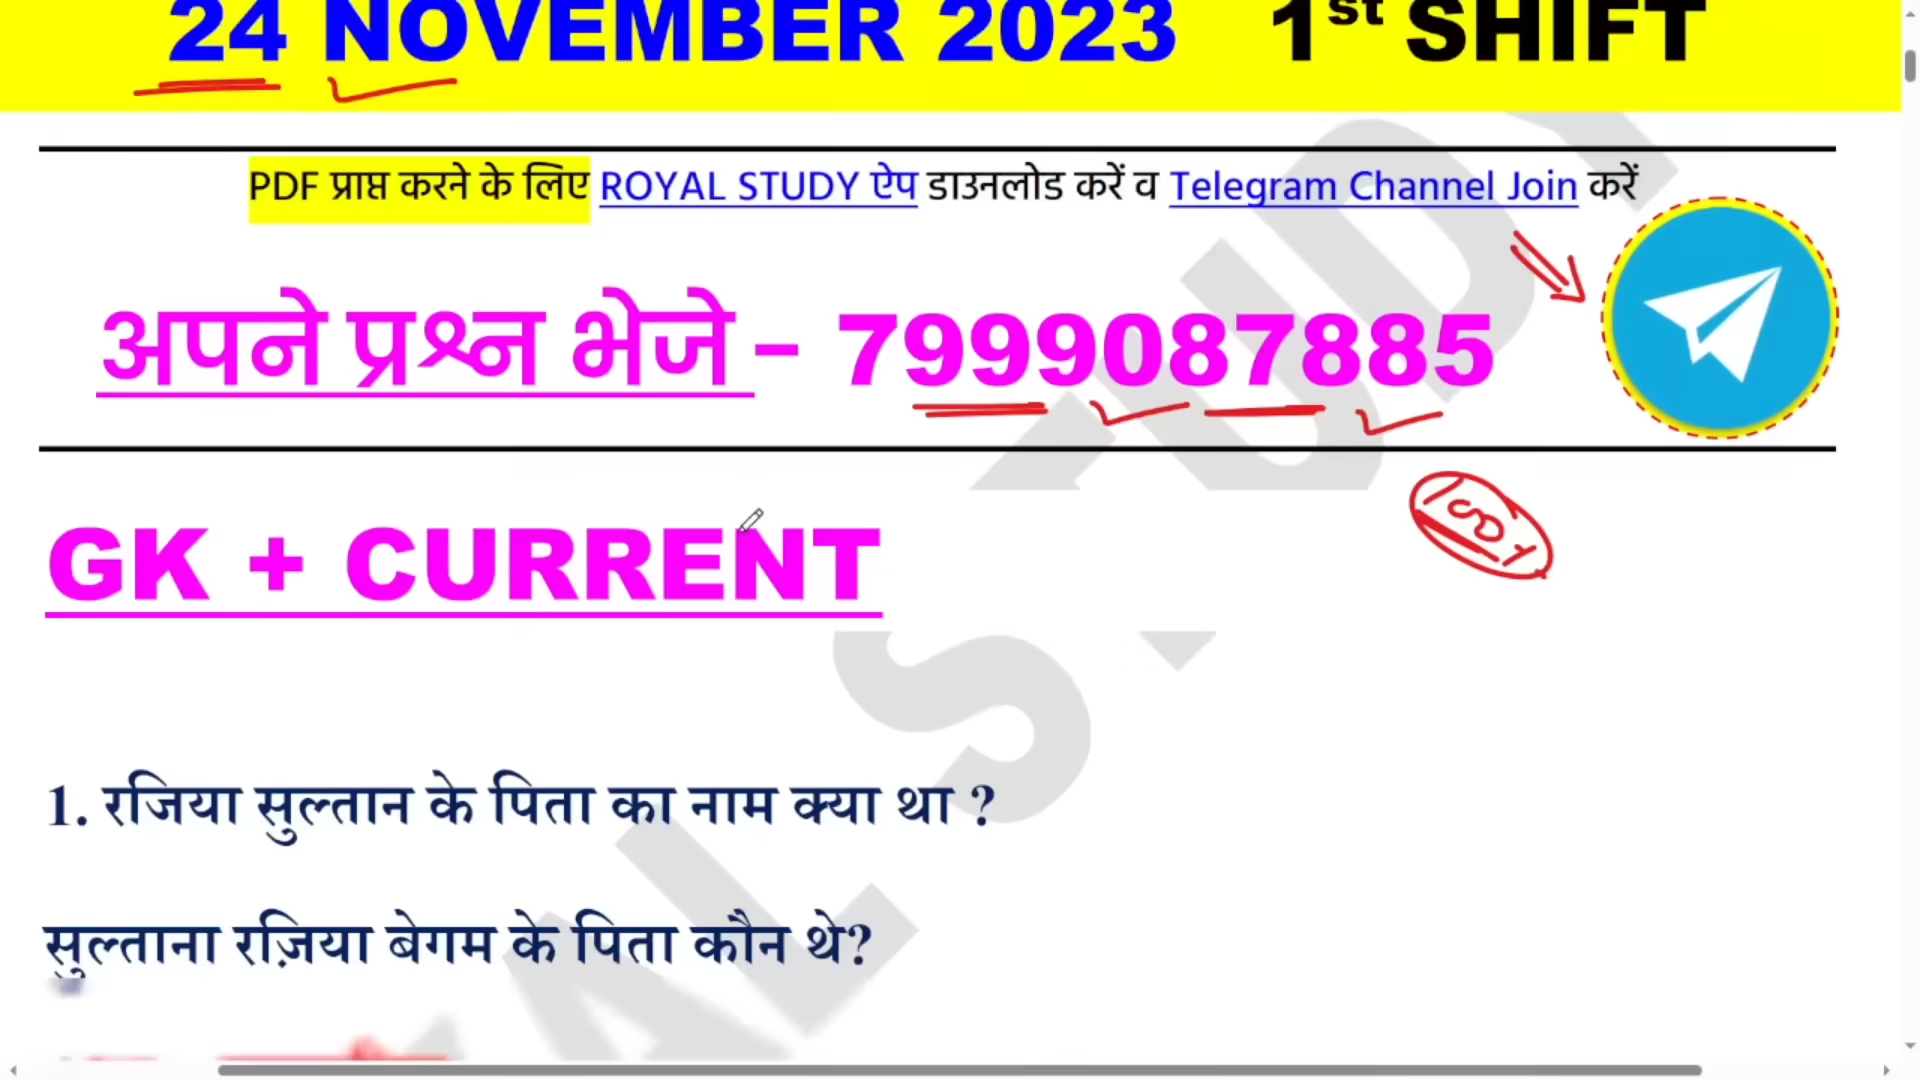 24 NOVEMBER 2023 1st SHIFT
PDF प्राप्त करने के लिए ROYAL STUDY ऐप डाउनलोड करें व Telegram Channel Join करें
अपने प्रश्न भेजे - 7999087885
GK + CURRENT
1. रजिया सुल्तान के पिता का नाम क्या था ?
सुल्ताना रज़िया बेगम के पिता कौन थे?